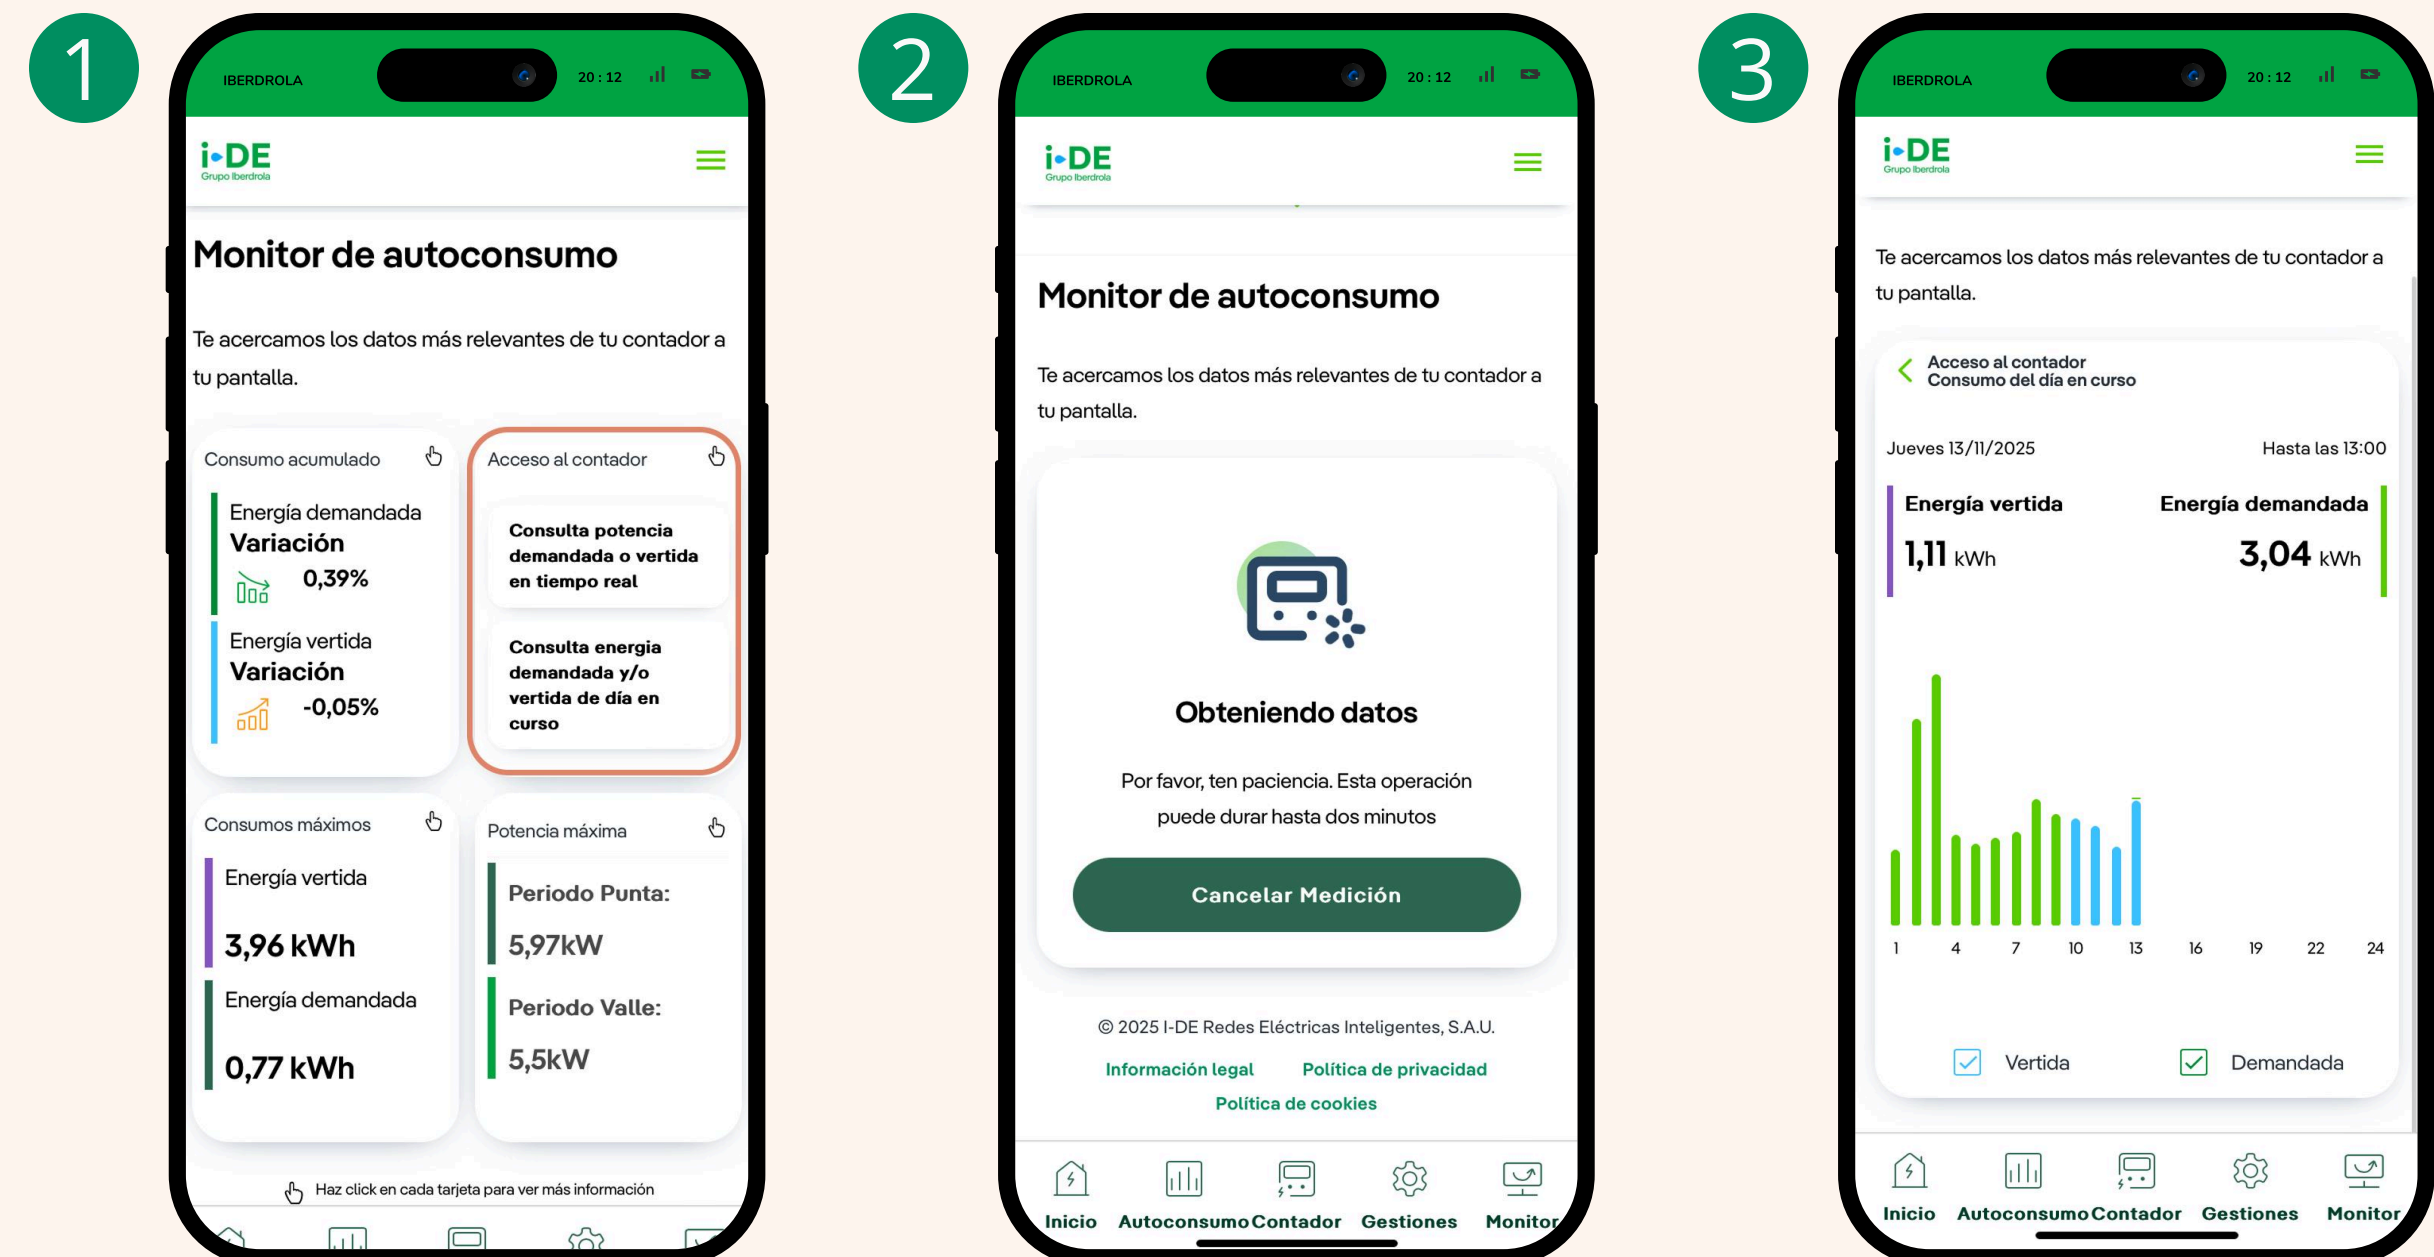 1
IBERDROLA
20 : 12
i-DE
Grupo Iberdrola
Monitor de autoconsumo
Te acercamos los datos más relevantes de tu contador a
tu pantalla.
Consumo acumulado
Energía demandada
Variación
0,39%
Energía vertida
Variación
-0,05%
Acceso al contador
Consulta potencia
demandada o vertida
en tiempo real
Consulta energia
demandada y/o
vertida de día en
curso
Consumos máximos
Energía vertida
3,96 kWh
Energía demandada
0,77 kWh
Potencia máxima
Periodo Punta:
5,97kW
Periodo Valle:
5,5kW
Haz click en cada tarjeta para ver más información
2
IBERDROLA
20 : 12
i-DE
Grupo Iberdrola
Monitor de autoconsumo
Te acercamos los datos más relevantes de tu contador a
tu pantalla.
Obteniendo datos
Por favor, ten paciencia. Esta operación
puede durar hasta dos minutos
Cancelar Medición
© 2025 I-DE Redes Eléctricas Inteligentes, S.A.U.
Información legal Política de privacidad
Política de cookies
Inicio Autoconsumo Contador Gestiones Monitor
3
IBERDROLA
20 : 12
i-DE
Grupo Iberdrola
Te acercamos los datos más relevantes de tu contador a
tu pantalla.
Acceso al contador
Consumo del día en curso
Jueves 13/11/2025 Hasta las 13:00
Energía vertida Energía demandada
1,11 kWh 3,04 kWh
1 4 7 10 13 16 19 22 24
Vertida Demandada
Inicio Autoconsumo Contador Gestiones Monitor